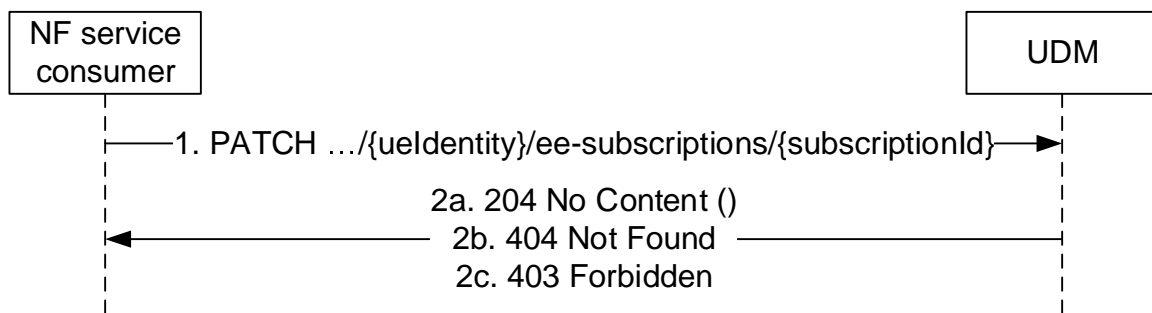 NF service
consumer
UDM
1. PATCH …/{ueIdentity}/ee-subscriptions/{subscriptionId}
2a. 204 No Content ()
2b. 404 Not Found
2c. 403 Forbidden